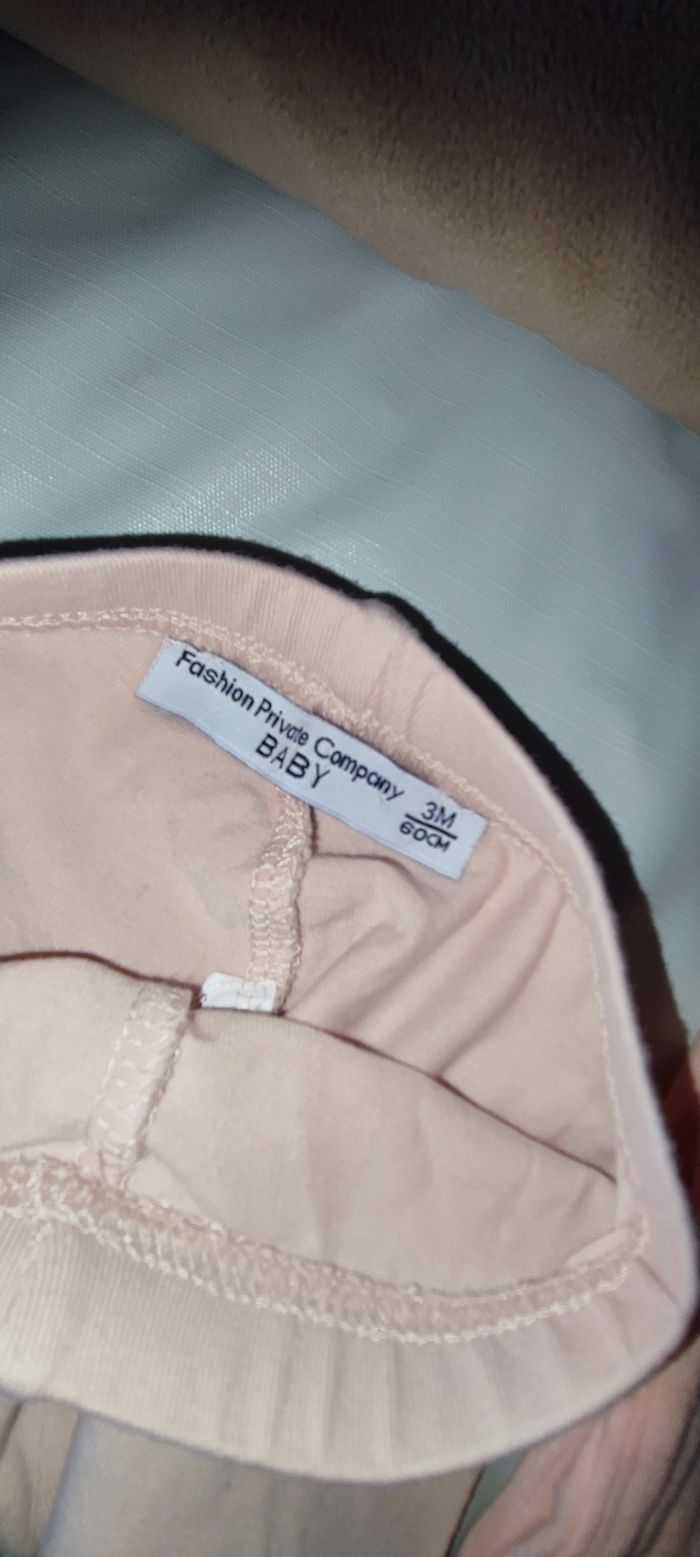 Fashion Private Company
BABY
3M
60CM